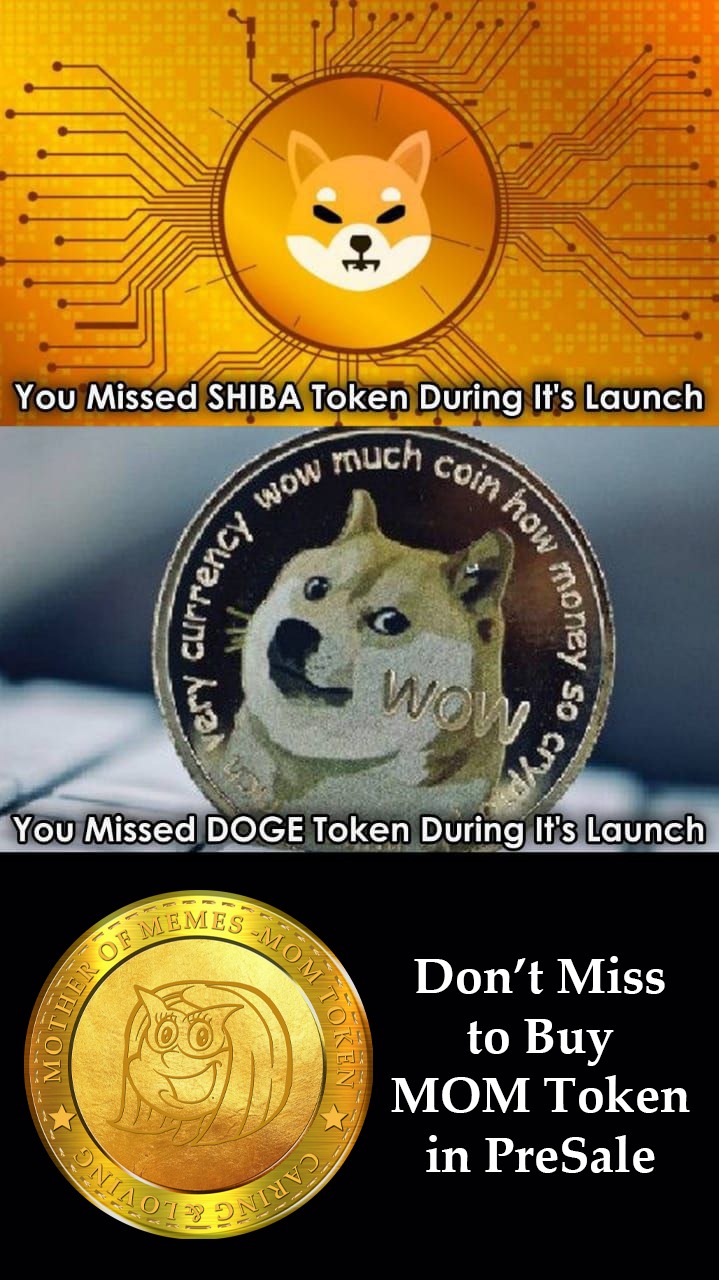 You Missed SHIBA Token During It's Launch
very currency wow much coin how money so
wow
You Missed DOGE Token During It's Launch
MOTHER OF MEMES - MOM TOKEN
CARING & LOVING
Don't Miss
to Buy
MOM Token
in PreSale